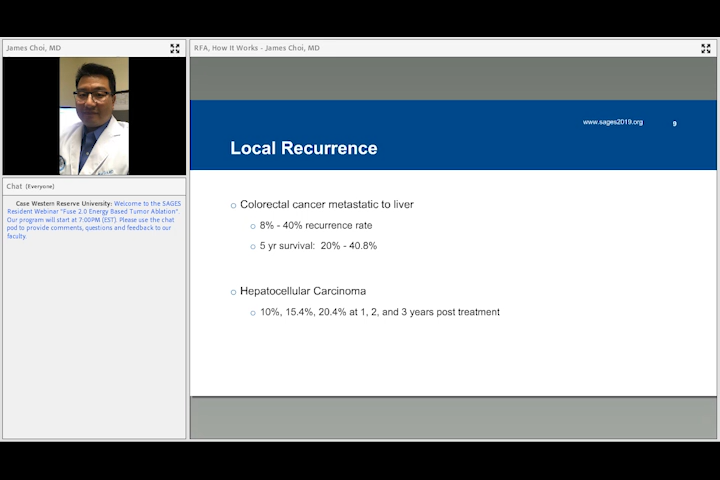 James Choi, MD
RFA, How It Works - James Choi, MD
www.sages2019.org
9
Local Recurrence
Colorectal cancer metastatic to liver
8% - 40% recurrence rate
5 yr survival: 20% - 40.8%
Hepatocellular Carcinoma
10%, 15.4%, 20.4% at 1, 2, and 3 years post treatment
Chat (Everyone)
Case Western Reserve University: Welcome to the SAGES
Resident Webinar "Fuse 2.0 Energy Based Tumor Ablation".
Our program will start at 7:00PM (EST). Please use the chat
pod to provide comments, questions and feedback to our
faculty.